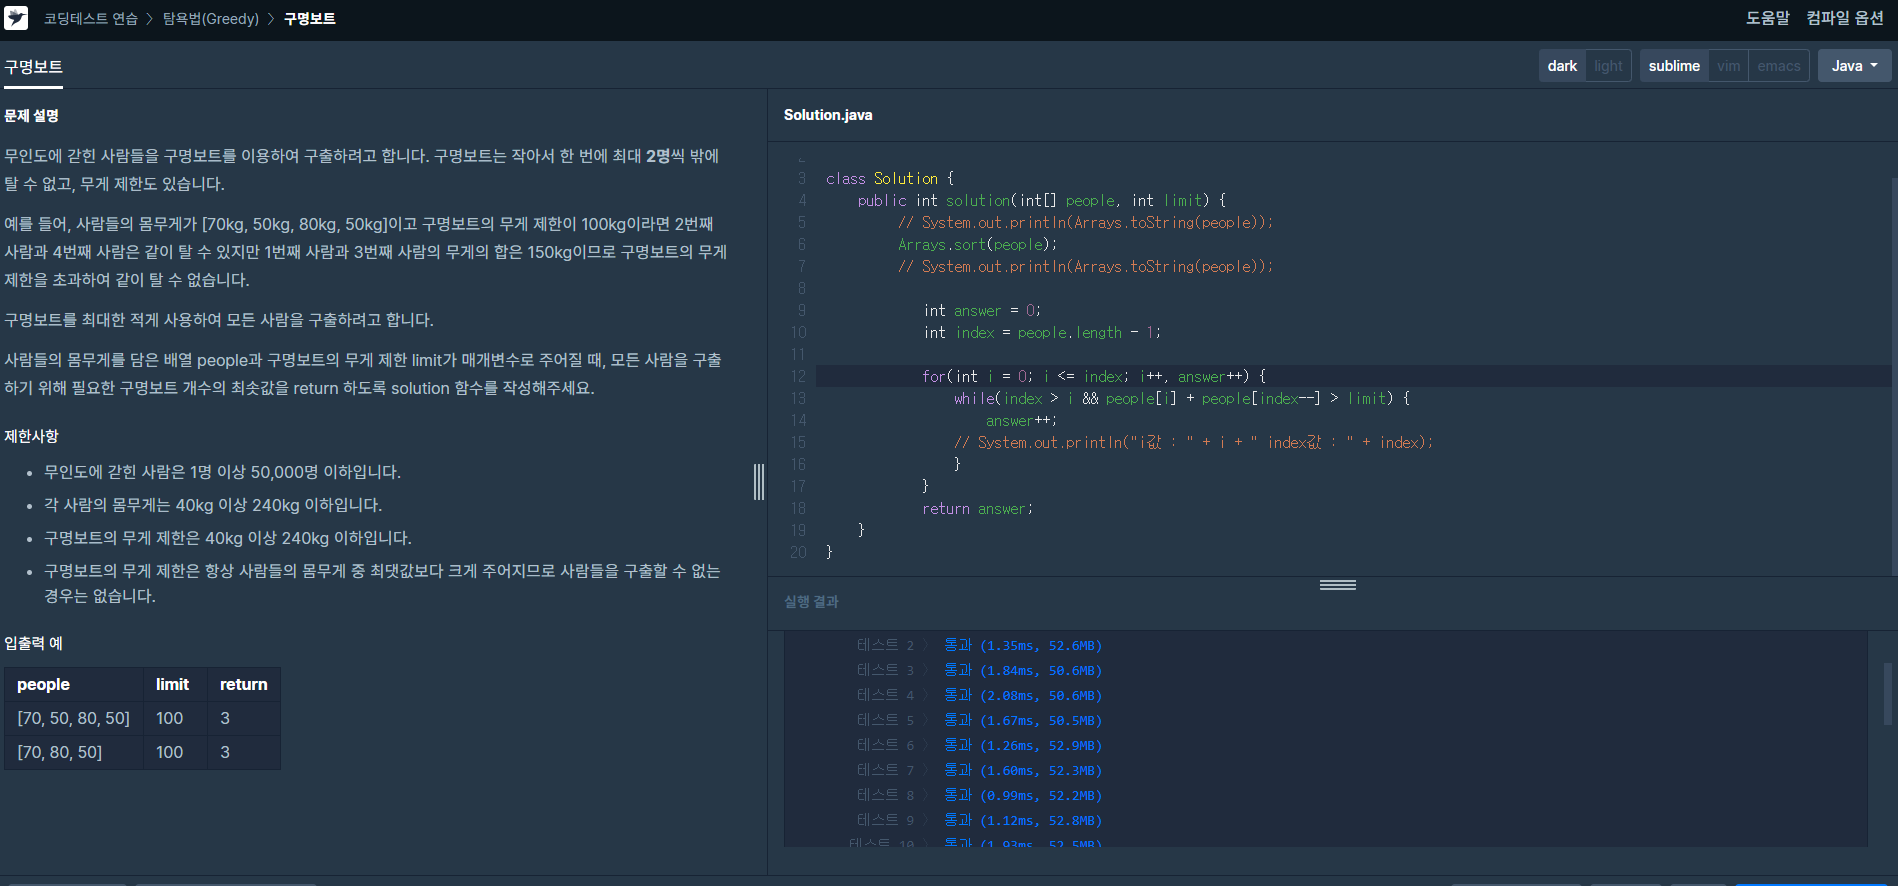 코딩테스트 연습 > 탐욕법(Greedy) > 구명보트
도움말 컴파일 옵션
구명보트
dark light sublime vim emacs Java
문제 설명
무인도에 갇힌 사람들을 구명보트를 이용하여 구출하려고 합니다. 구명보트는 작아서 한 번에 최대 2명씩 밖에
탈 수 없고, 무게 제한도 있습니다.
예를 들어, 사람들의 몸무게가 [70kg, 50kg, 80kg, 50kg]이고 구명보트의 무게 제한이 100kg이라면 2번째
사람과 4번째 사람은 같이 탈 수 있지만 1번째 사람과 3번째 사람의 무게의 합은 150kg이므로 구명보트의 무게
제한을 초과하여 같이 탈 수 없습니다.
구명보트를 최대한 적게 사용하여 모든 사람을 구출하려고 합니다.
사람들의 몸무게를 담은 배열 people과 구명보트의 무게 제한 limit가 매개변수로 주어질 때, 모든 사람을 구출
하기 위해 필요한 구명보트 개수의 최솟값을 return 하도록 solution 함수를 작성해주세요.
제한사항
• 무인도에 갇힌 사람은 1명 이상 50,000명 이하입니다.
• 각 사람의 몸무게는 40kg 이상 240kg 이하입니다.
• 구명보트의 무게 제한은 40kg 이상 240kg 이하입니다.
• 구명보트의 무게 제한은 항상 사람들의 몸무게 중 최댓값보다 크게 주어지므로 사람들을 구출할 수 없는
경우는 없습니다.
입출력 예
people limit return
[70, 50, 80, 50] 100 3
[70, 80, 50] 100 3
Solution.java
3 class Solution {
4 public int solution(int[] people, int limit) {
5 // System.out.println(Arrays.toString(people));
6 Arrays.sort(people);
7 // System.out.println(Arrays.toString(people));
8
9 int answer = 0;
10 int index = people.length - 1;
11
12 for(int i = 0; i <= index; i++, answer++) {
13 while(index > i && people[i] + people[index--] > limit) {
14 answer++;
15 // System.out.println("i값 : " + i + " index값 : " + index);
16 }
17 }
18 return answer;
19 }
20 }
실행 결과
테스트 2 > 통과 (1.35ms, 52.6MB)
테스트 3 > 통과 (1.84ms, 50.6MB)
테스트 4 > 통과 (2.08ms, 50.6MB)
테스트 5 > 통과 (1.67ms, 50.5MB)
테스트 6 > 통과 (1.26ms, 52.9MB)
테스트 7 > 통과 (1.60ms, 52.3MB)
테스트 8 > 통과 (0.99ms, 52.2MB)
테스트 9 > 통과 (1.12ms, 52.8MB)
테스트 10 > 통과 (1.93ms, 52.5MB)